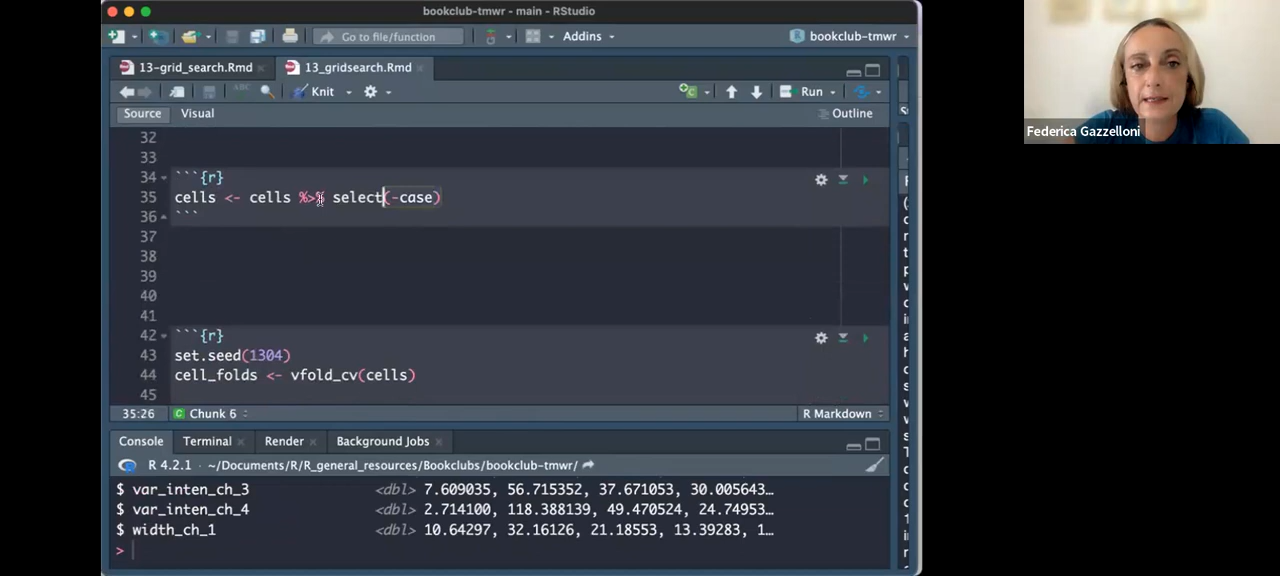 bookclub-tmwr - main - RStudio
Go to file/function
Addins
bookclub-tmwr
13-grid_search.Rmd
13_gridsearch.Rmd
Knit
Run
Source
Visual
Outline
32
33
34 ```{r}
35 cells <- cells %>% select(-case)
36 ```
37
38
39
40
41
42 ```{r}
43 set.seed(1304)
44 cell_folds <- vfold_cv(cells)
45
35:26
Chunk 6
R Markdown
Console
Terminal
Render
Background Jobs
R 4.2.1 · ~/Documents/R/R_general_resources/Bookclubs/bookclub-tmwr/
$ var_inten_ch_3 <dbl> 7.609035, 56.715352, 37.671053, 30.005643…
$ var_inten_ch_4 <dbl> 2.714100, 118.388139, 49.470524, 24.74953…
$ width_ch_1 <dbl> 10.64297, 32.16126, 21.18553, 13.39283, 1…
>
Federica Gazzelloni